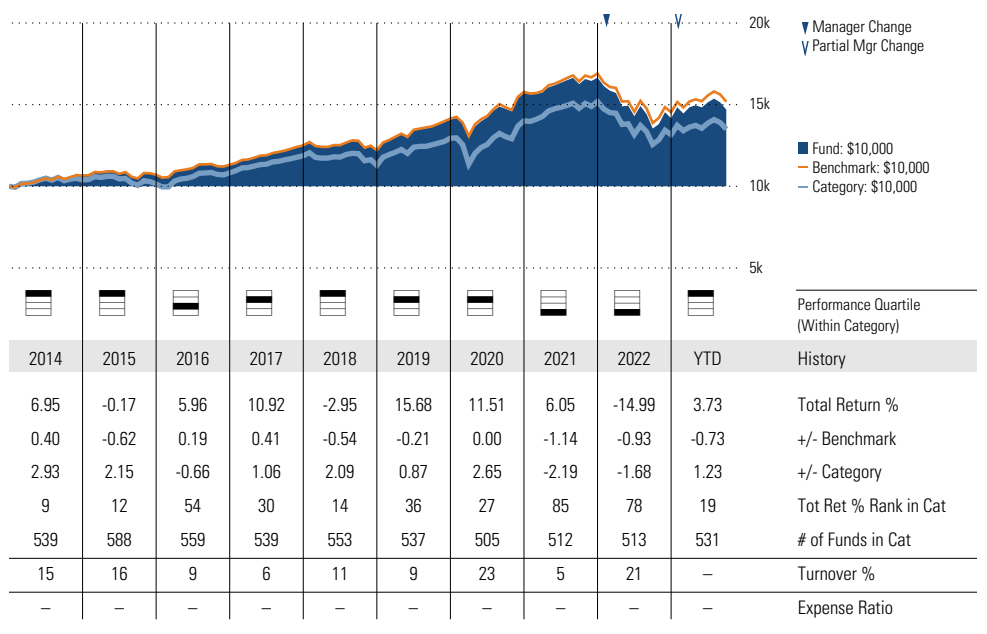 20k
▼ Manager Change
∨ Partial Mgr Change
15k
Fund: $10,000
Benchmark: $10,000
Category: $10,000
10k
5k
Performance Quartile
(Within Category)
2014 2015 2016 2017 2018 2019 2020 2021 2022 YTD History
6.95 -0.17 5.96 10.92 -2.95 15.68 11.51 6.05 -14.99 3.73 Total Return %
0.40 -0.62 0.19 0.41 -0.54 -0.21 0.00 -1.14 -0.93 -0.73 +/- Benchmark
2.93 2.15 -0.66 1.06 2.09 0.87 2.65 -2.19 -1.68 1.23 +/- Category
9 12 54 30 14 36 27 85 78 19 Tot Ret % Rank in Cat
539 588 559 539 553 537 505 512 513 531 # of Funds in Cat
15 16 9 6 11 9 23 5 21 – Turnover %
– – – – – – – – – – Expense Ratio